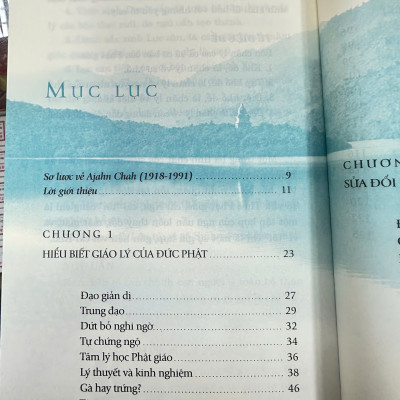 MỤC LỤC
Sơ lược về Ajahn Chah (1918-1991) ........ 9
Lời giới thiệu ........ 11
CHƯƠNG 1
HIỂU BIẾT GIÁO LÝ CỦA ĐỨC PHẬT ........ 23
Đạo giản dị ........ 27
Trung đạo ........ 29
Dứt bỏ nghi ngờ ........ 32
Tự chứng ngộ ........ 34
Tâm lý học Phật giáo ........ 36
Lý thuyết và kinh nghiệm ........ 38
Gà hay trứng? ........ 46
CHƯƠN
SỬA ĐỔI